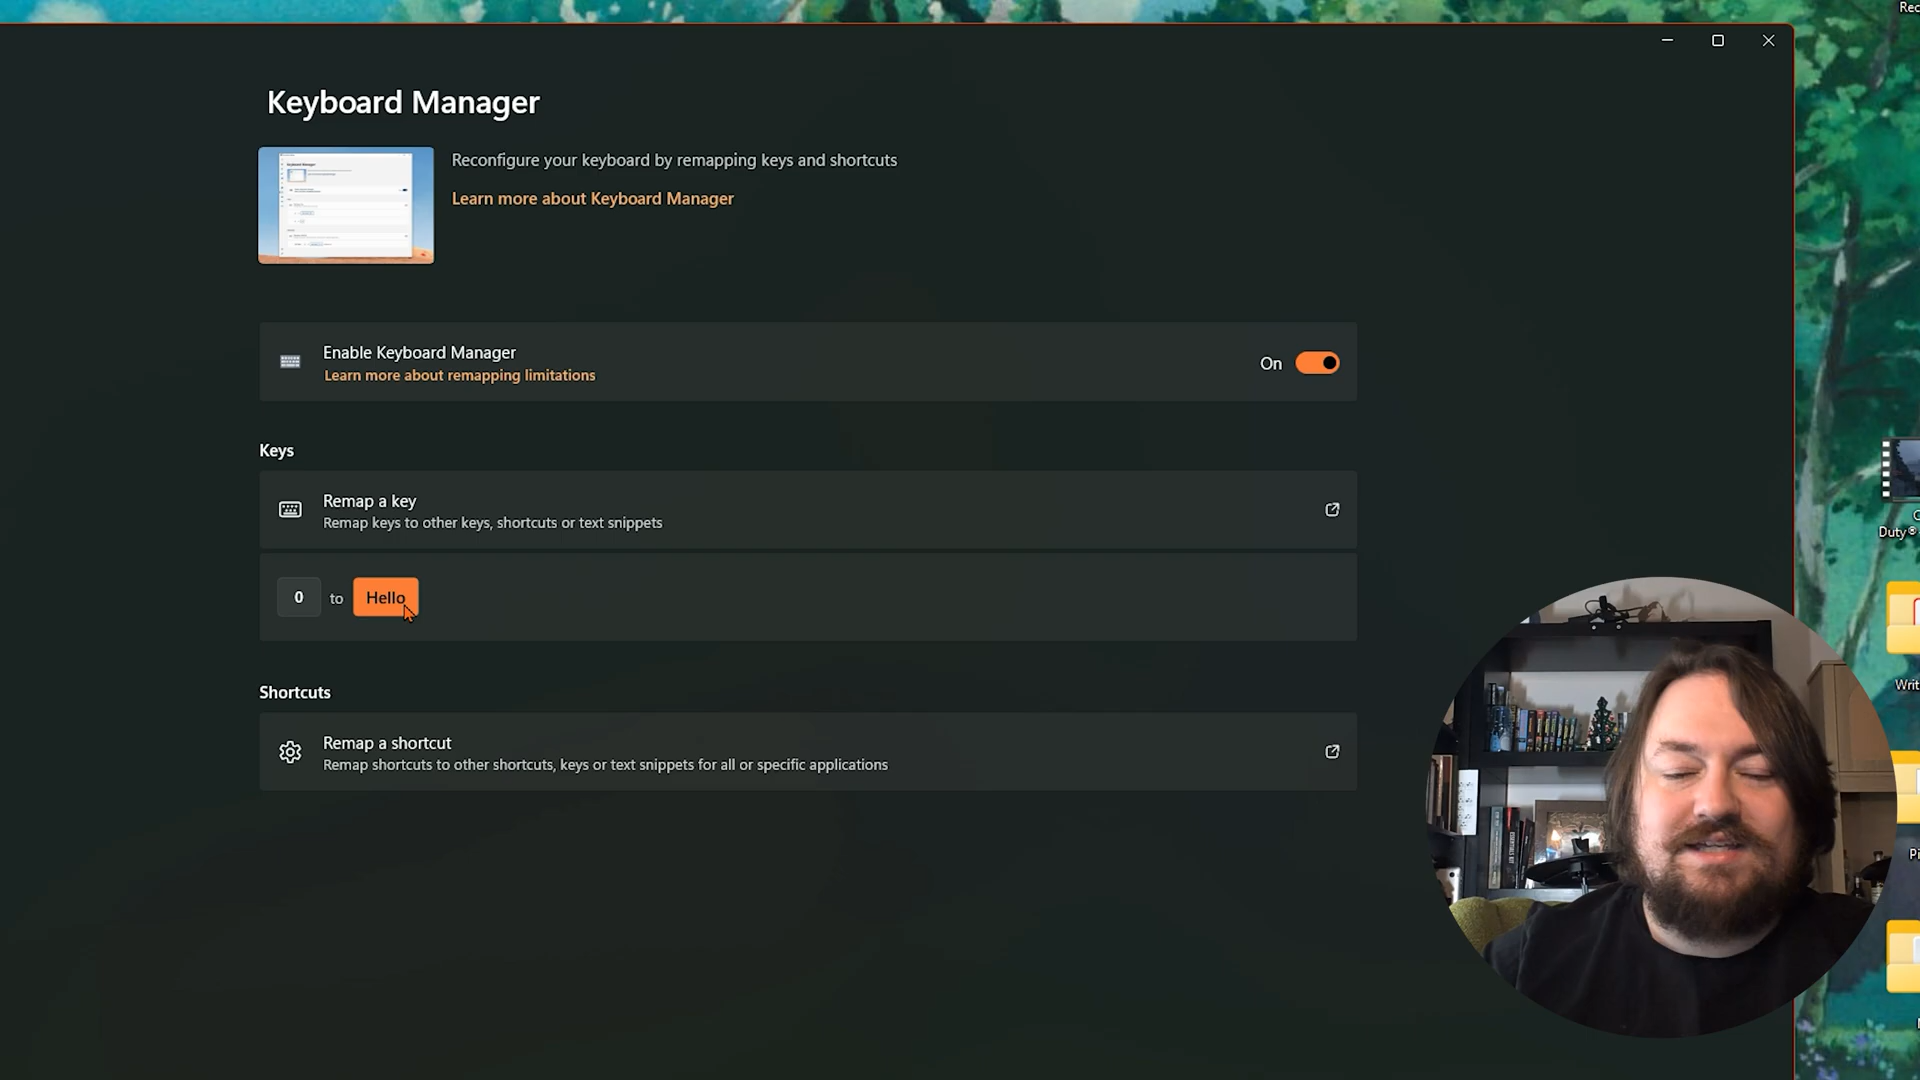 Rec
Keyboard Manager
Reconfigure your keyboard by remapping keys and shortcuts
Learn more about Keyboard Manager
Enable Keyboard Manager
Learn more about remapping limitations
On
Keys
Remap a key
Remap keys to other keys, shortcuts or text snippets
0 to Hello
Duty®
Writ
Shortcuts
Remap a shortcut
Remap shortcuts to other shortcuts, keys or text snippets for all or specific applications
Pi